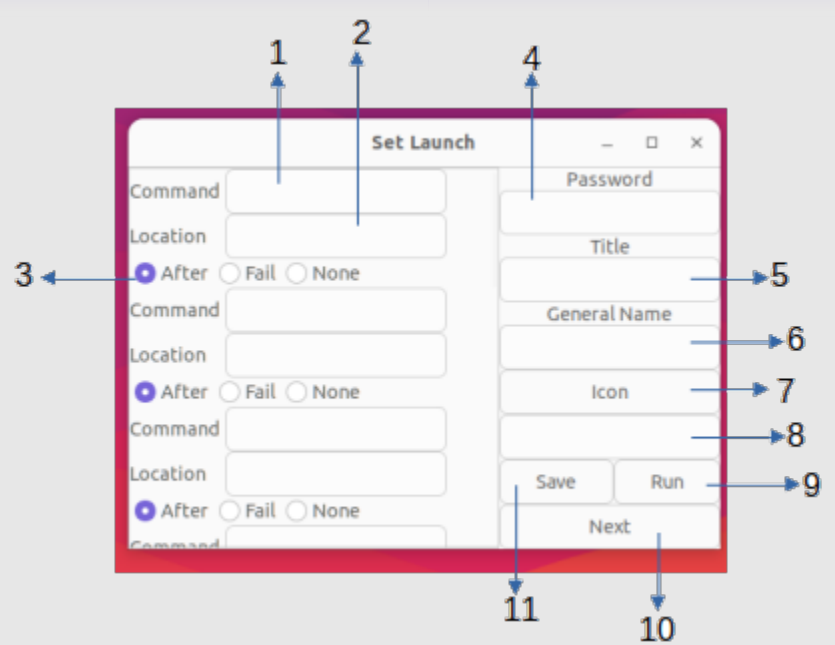 1 2 4
Set Launch
Command
Location
3 After Fail None
Command
Location
After Fail None
Command
Location
After Fail None
Command
Password
Title
5
General Name
6
Icon 7
8
Save Run 9
Next
11 10